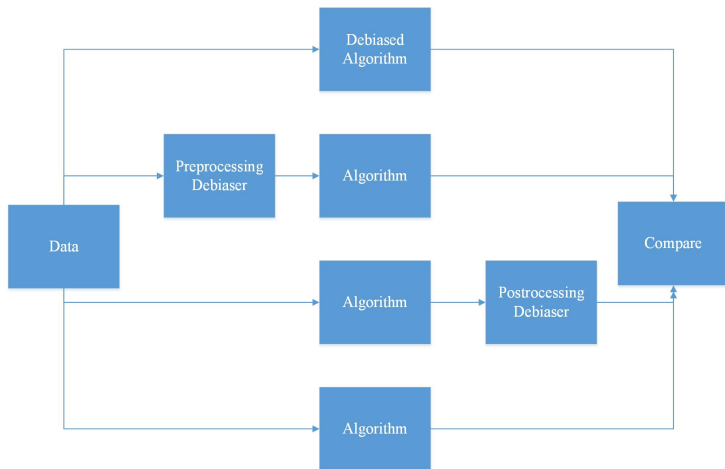 Debiased
Algorithm
Preprocessing
Debiaser
Algorithm
Data
Compare
Algorithm
Postrocessing
Debiaser
Algorithm